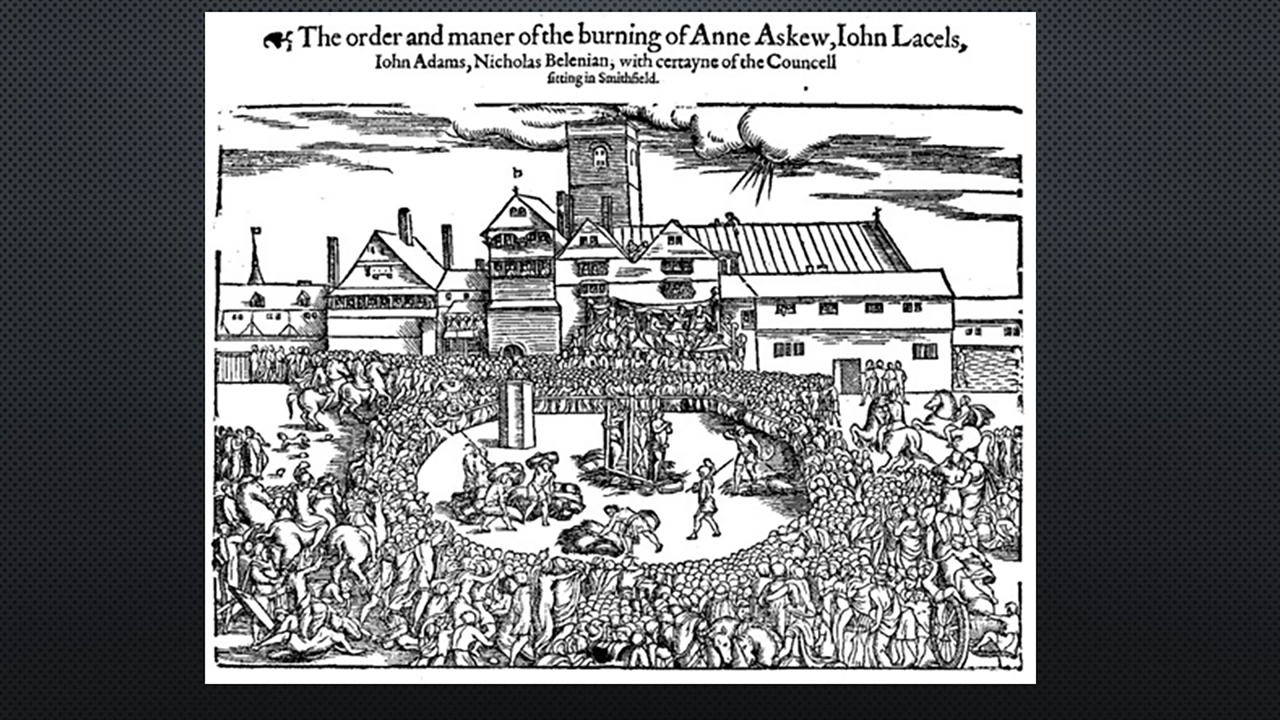 The order and maner of the burning of Anne Askew, Iohn Lacels,
Iohn Adams, Nicholas Belenian, with certayne of the Councell
sitting in Smithfield.